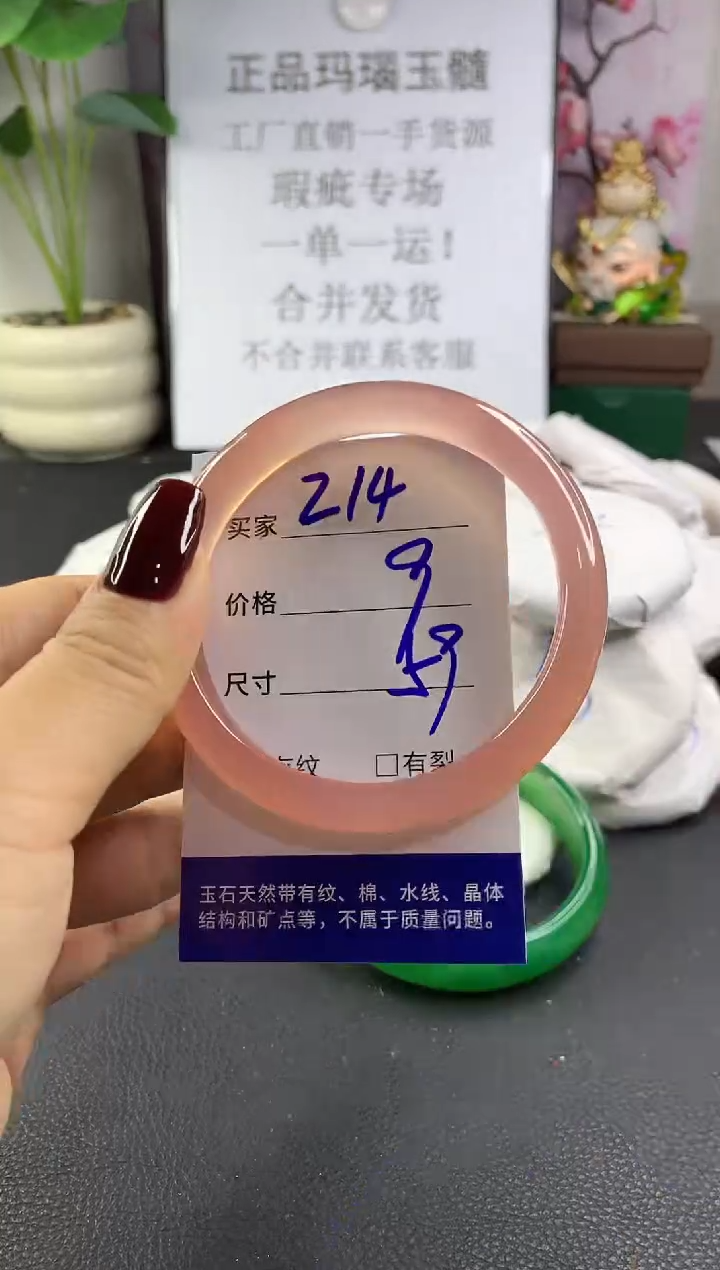 正品玛瑙玉髓
工厂直销一手货源
瑕疵专场
一单一运！
合并发货
不合并联系客服
买家 214
价格 9
尺寸 59
有纹 □有裂
玉石天然带有纹、棉、水线、晶体
结构和矿点等，不属于质量问题。